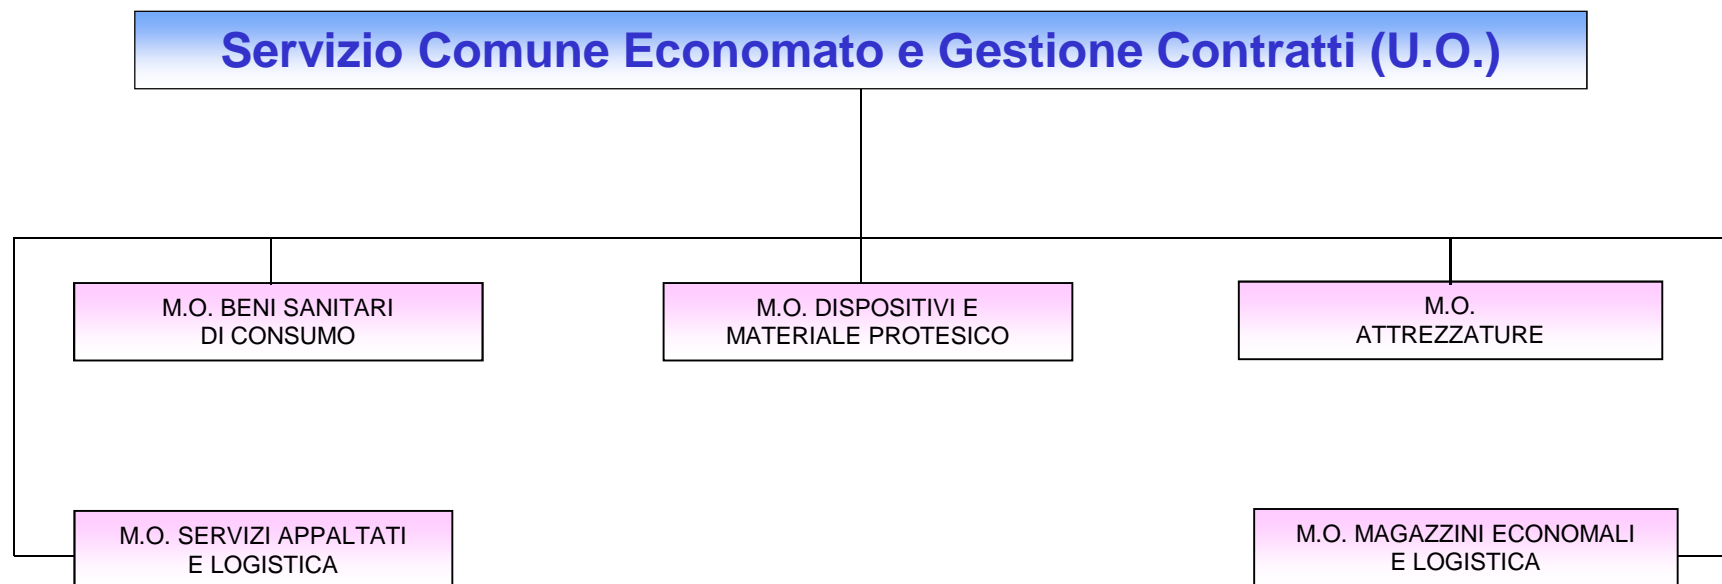 Servizio Comune Economato e Gestione Contratti (U.O.)
M.O. BENI SANITARI
DI CONSUMO
M.O. DISPOSITIVI E
MATERIALE PROTESICO
M.O.
ATTREZZATURE
M.O. SERVIZI APPALTATI
E LOGISTICA
M.O. MAGAZZINI ECONOMALI
E LOGISTICA